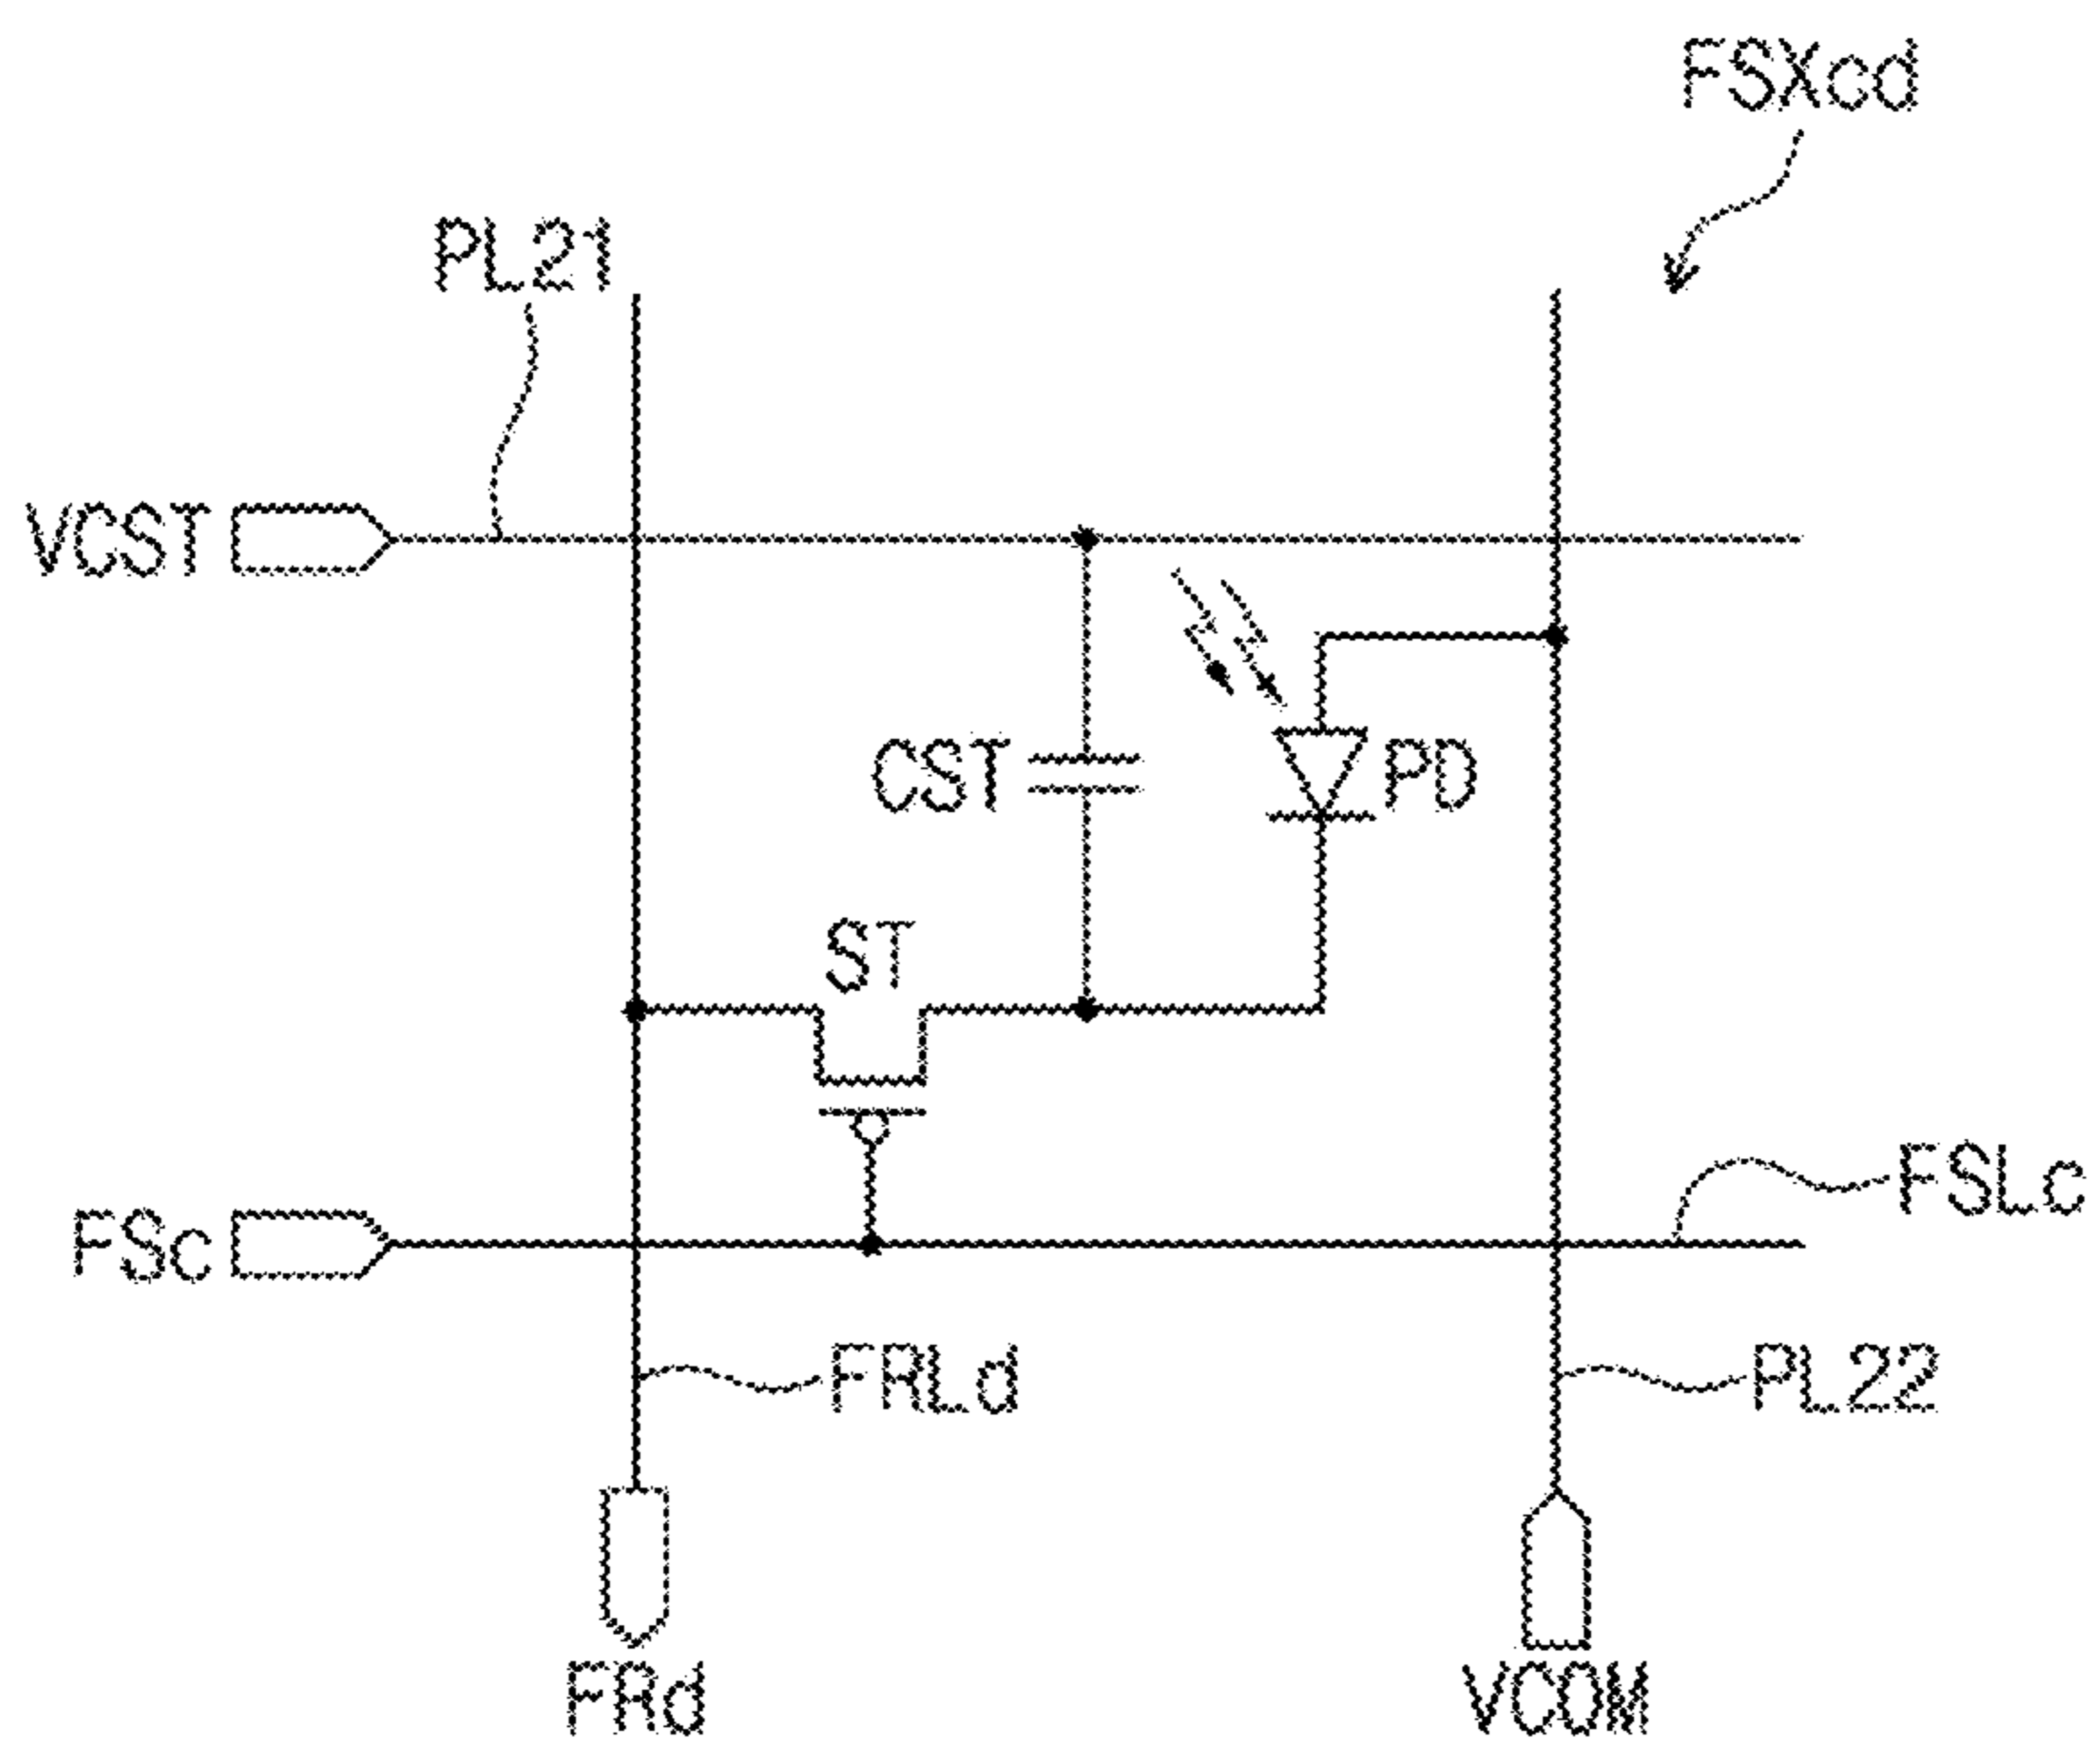 FSXcd
PL21
VCST
CST
PD
ST
FSLc
FSc
FRLd
PL22
FRd
VCOM